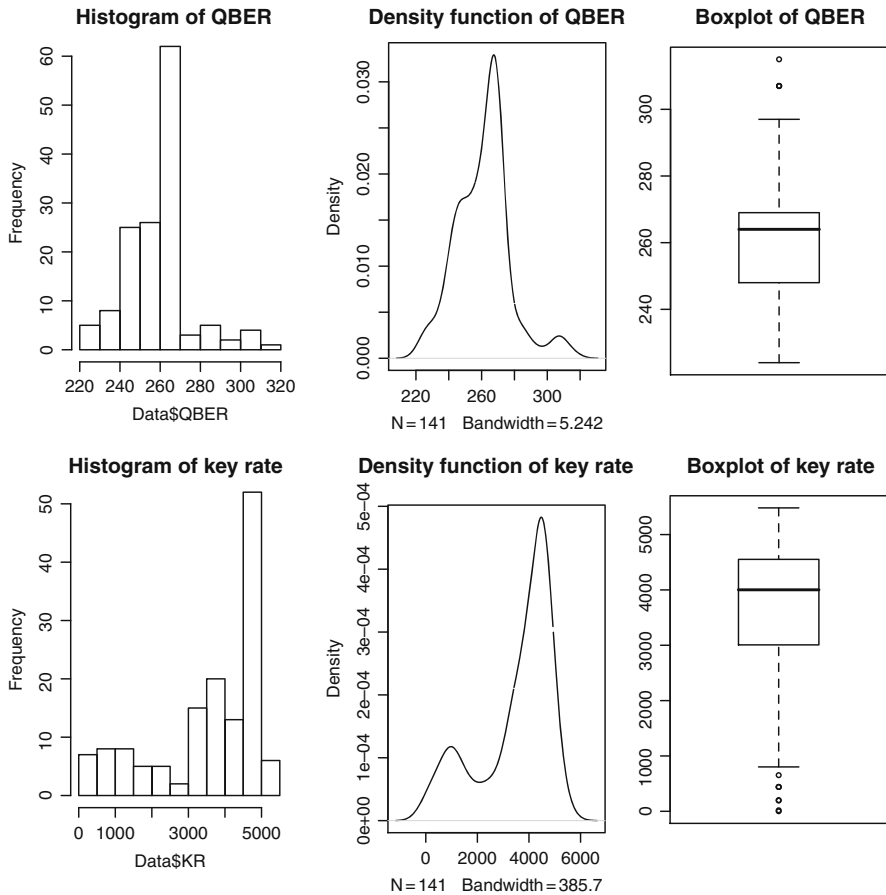 Histogram of QBER
Density function of QBER
Boxplot of QBER
Frequency
0 10 20 30 40 50 60
220 240 260 280 300 320
Data$QBER
Density
0.000 0.010 0.020 0.030
220 260 300
N=141 Bandwidth=5.242
240 260 280 300
Histogram of key rate
Density function of key rate
Boxplot of key rate
Frequency
0 10 20 30 40 50
0 1000 3000 5000
Data$KR
Density
0e+00 1e−04 2e−04 3e−04 4e−04 5e−04
0 2000 4000 6000
N=141 Bandwidth=385.7
0 1000 2000 3000 4000 5000